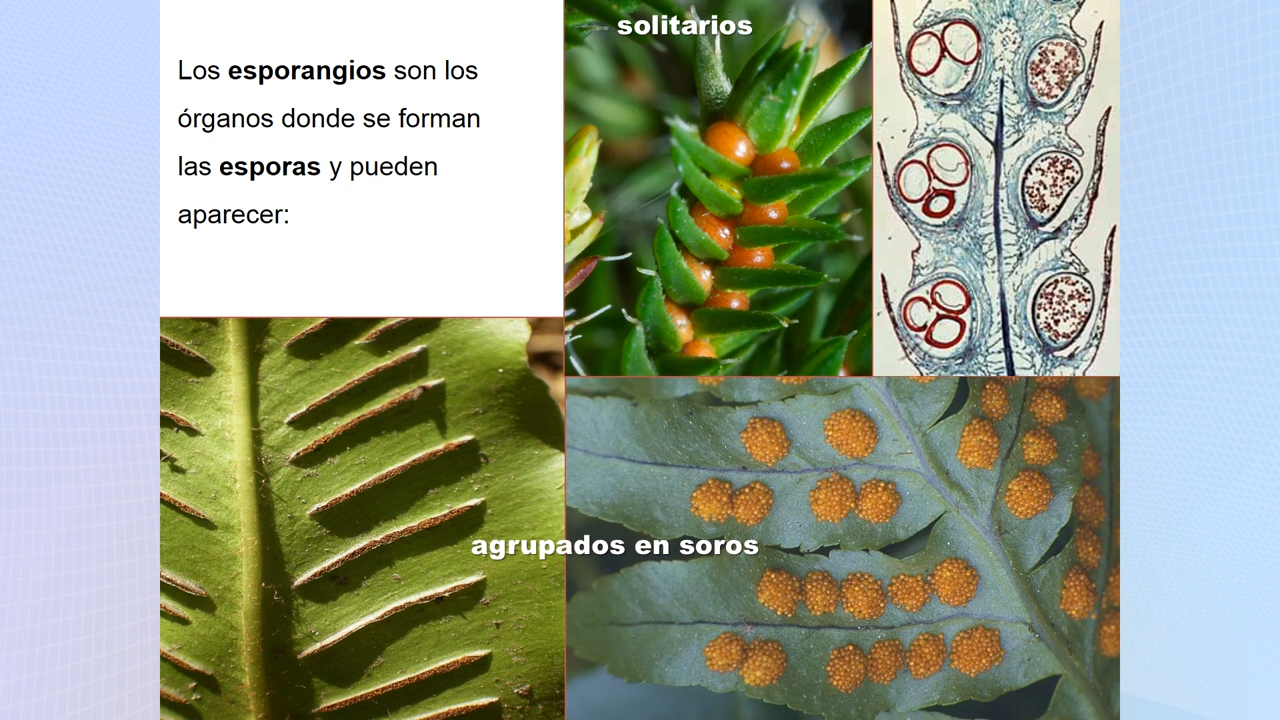 Los esporangios son los
órganos donde se forman
las esporas y pueden
aparecer:
solitarios
agrupados en soros